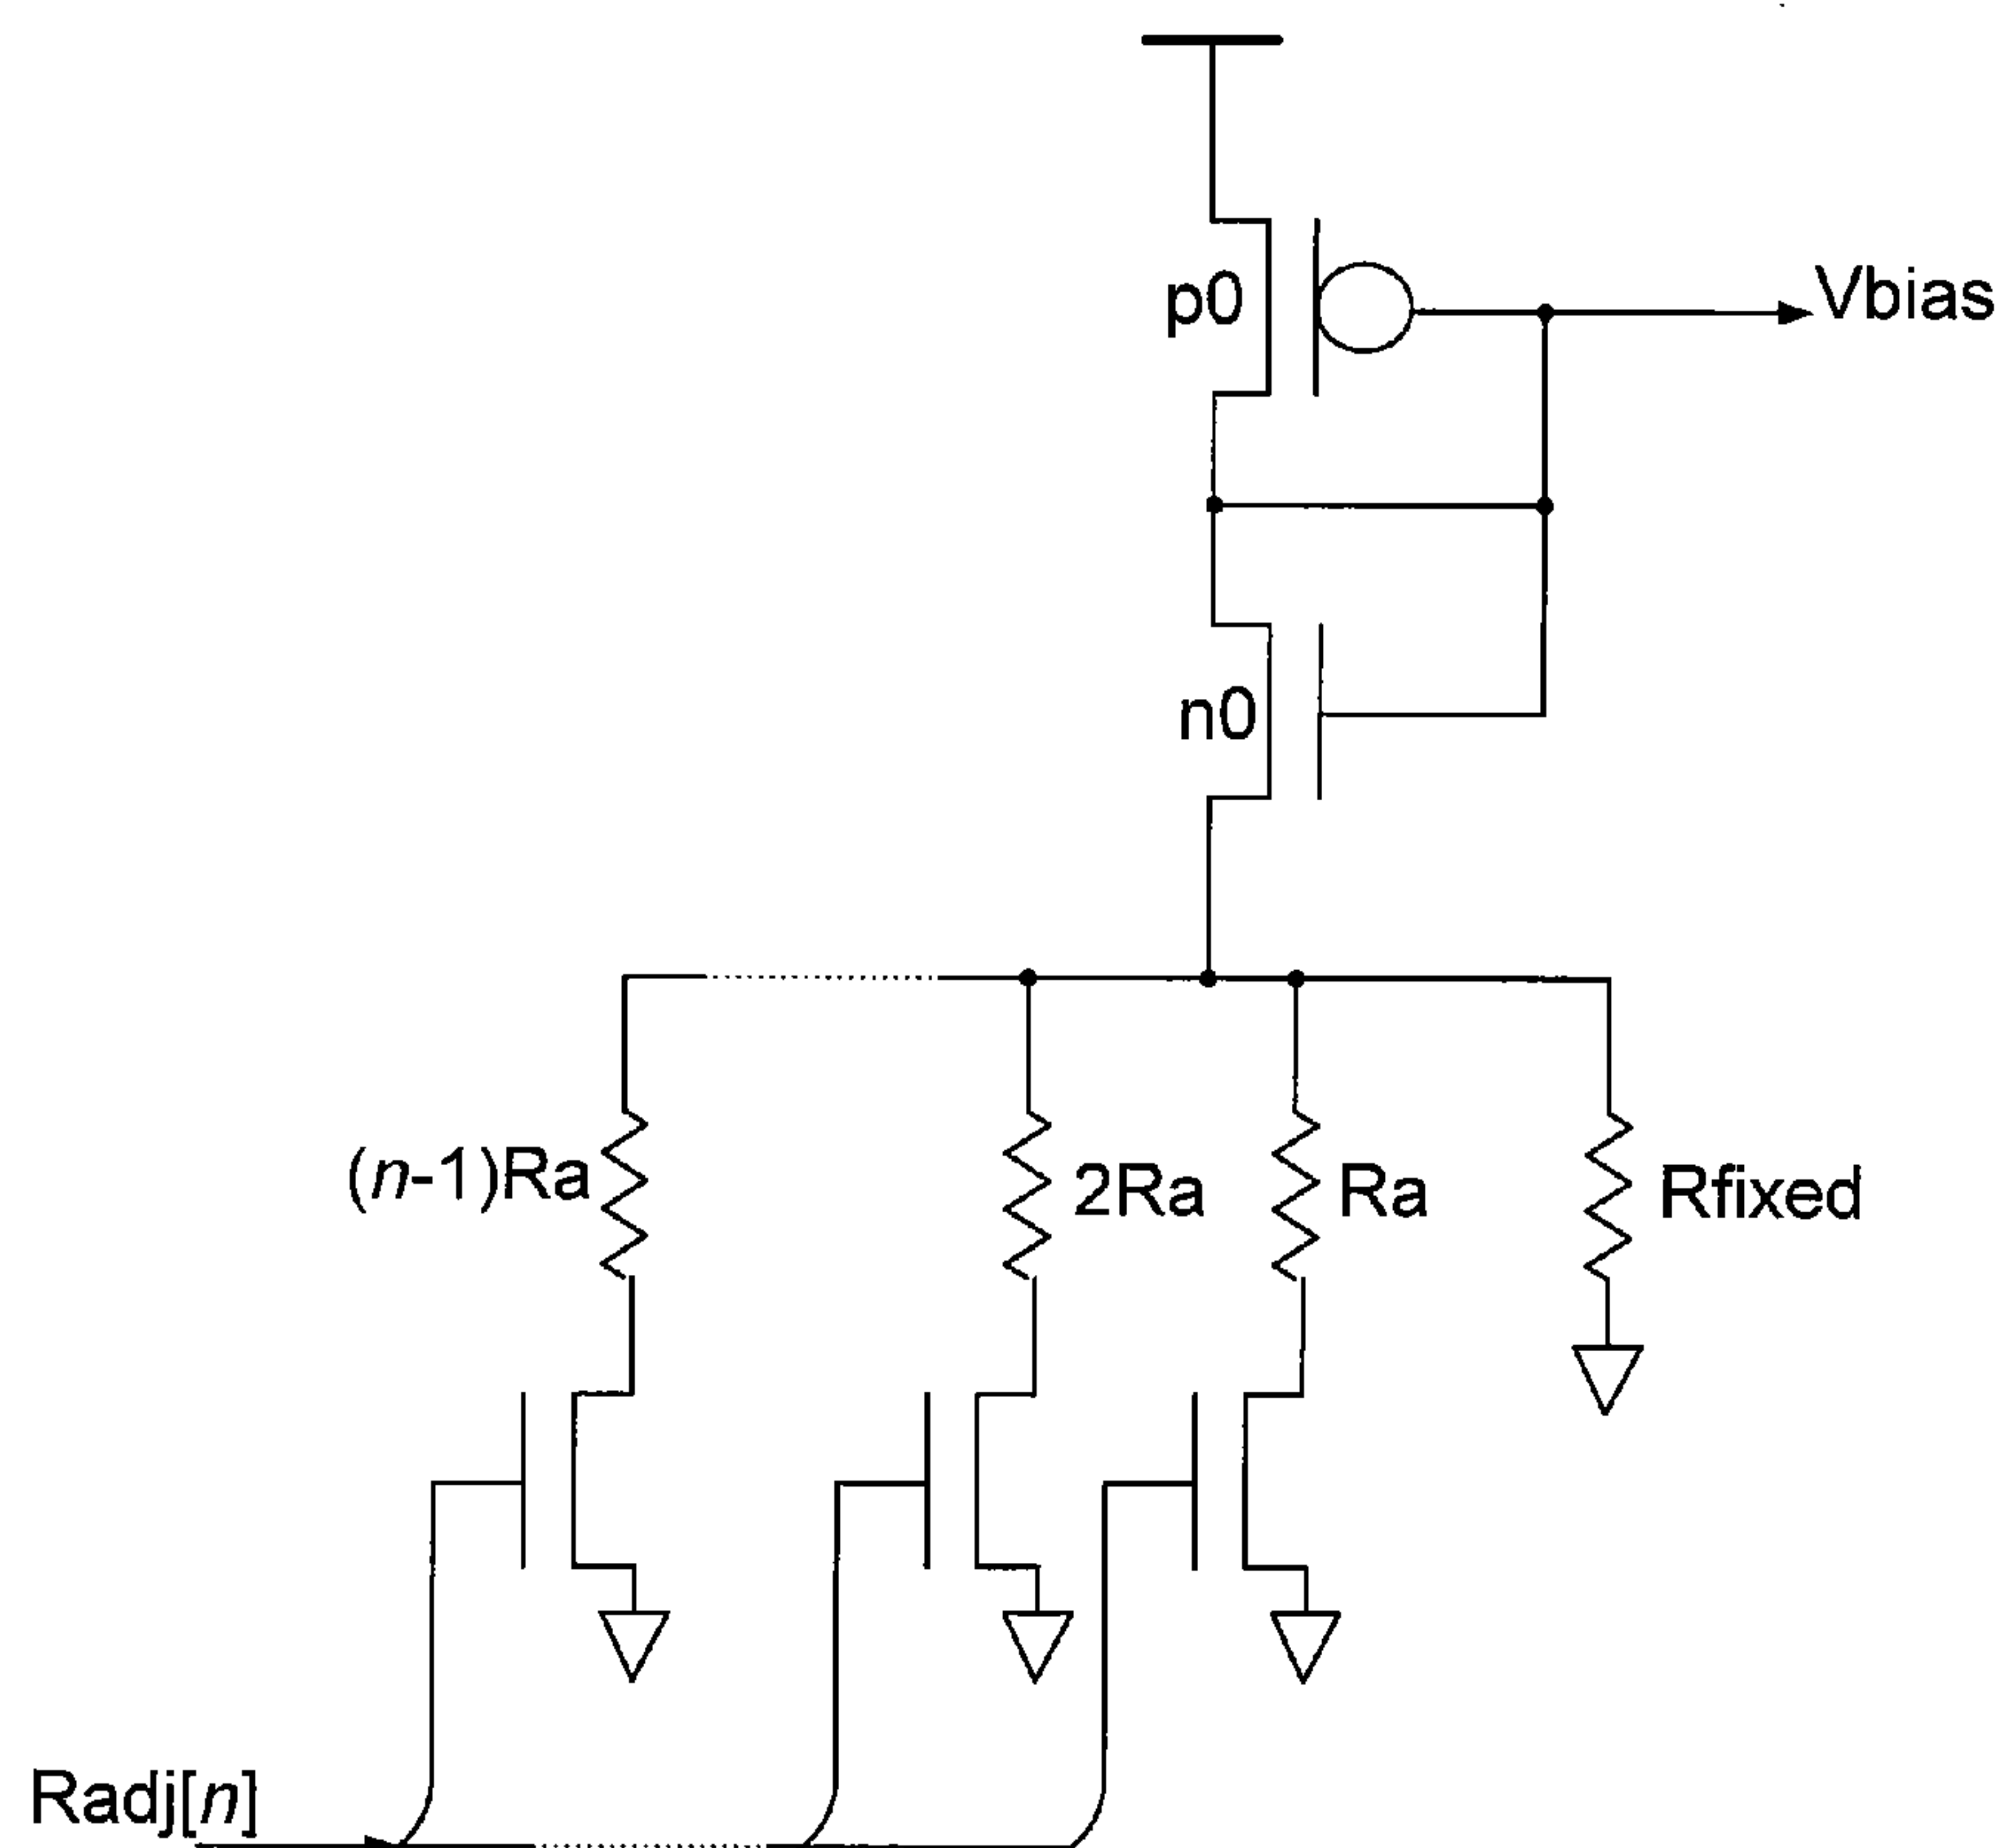 p0
Vbias
n0
(n-1)Ra
2Ra
Ra
Rfixed
Radj[n]